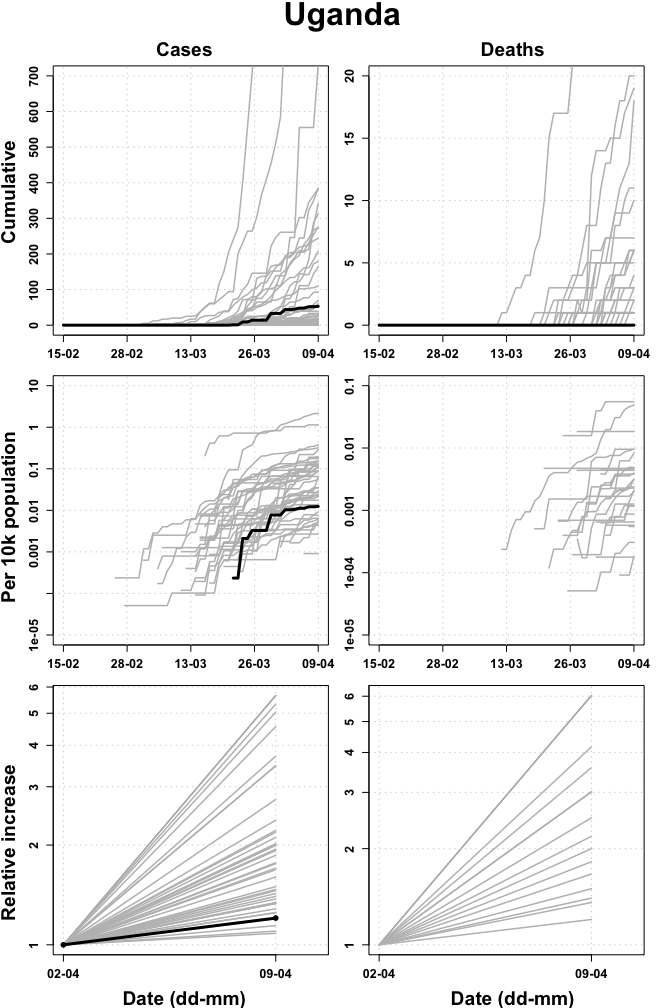 Uganda
Cases
Deaths
Cumulative
700
600
500
400
300
200
100
0
15-02 28-02 13-03 26-03 09-04
20
15
10
5
0
15-02 28-02 13-03 26-03 09-04
Per 10k population
10
1
0.1
0.01
0.001
1e-05
15-02 28-02 13-03 26-03 09-04
0.1
0.01
0.001
1e-04
1e-05
15-02 28-02 13-03 26-03 09-04
Relative increase
6
5
4
3
2
1
02-04 09-04
Date (dd-mm)
6
5
4
3
2
1
02-04 09-04
Date (dd-mm)